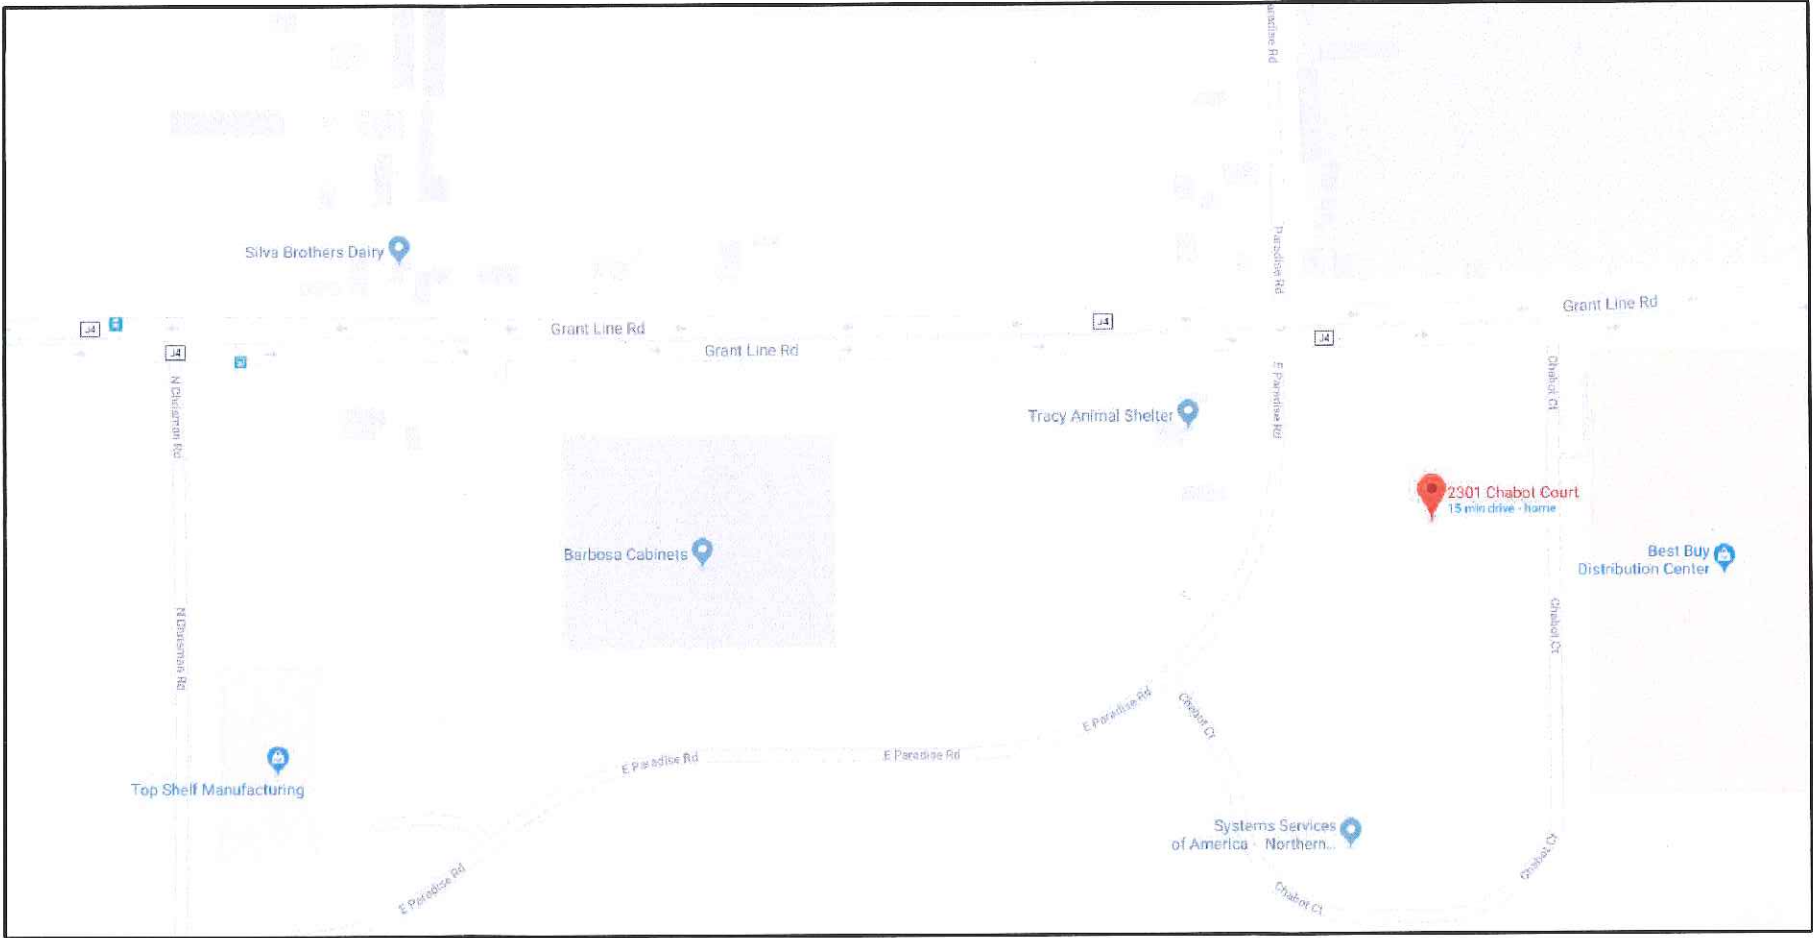 Paradise Rd
Silva Brothers Dairy
Paradise Rd
Grant Line Rd
J4
J4
J4
J4
Grant Line Rd
Grant Line Rd
N Chrisman Rd
E Paradise Rd
Chabot Ct
Tracy Animal Shelter
2301 Chabot Court
15 min drive - home
Barbosa Cabinets
Best Buy
Distribution Center
N Chrisman Rd
Chabot Ct
E Paradise Rd
Chabot Ct
E Paradise Rd
E Paradise Rd
Top Shelf Manufacturing
Systems Services
of America - Northern...
E Paradise Rd
Chabot Ct
Chabot Ct